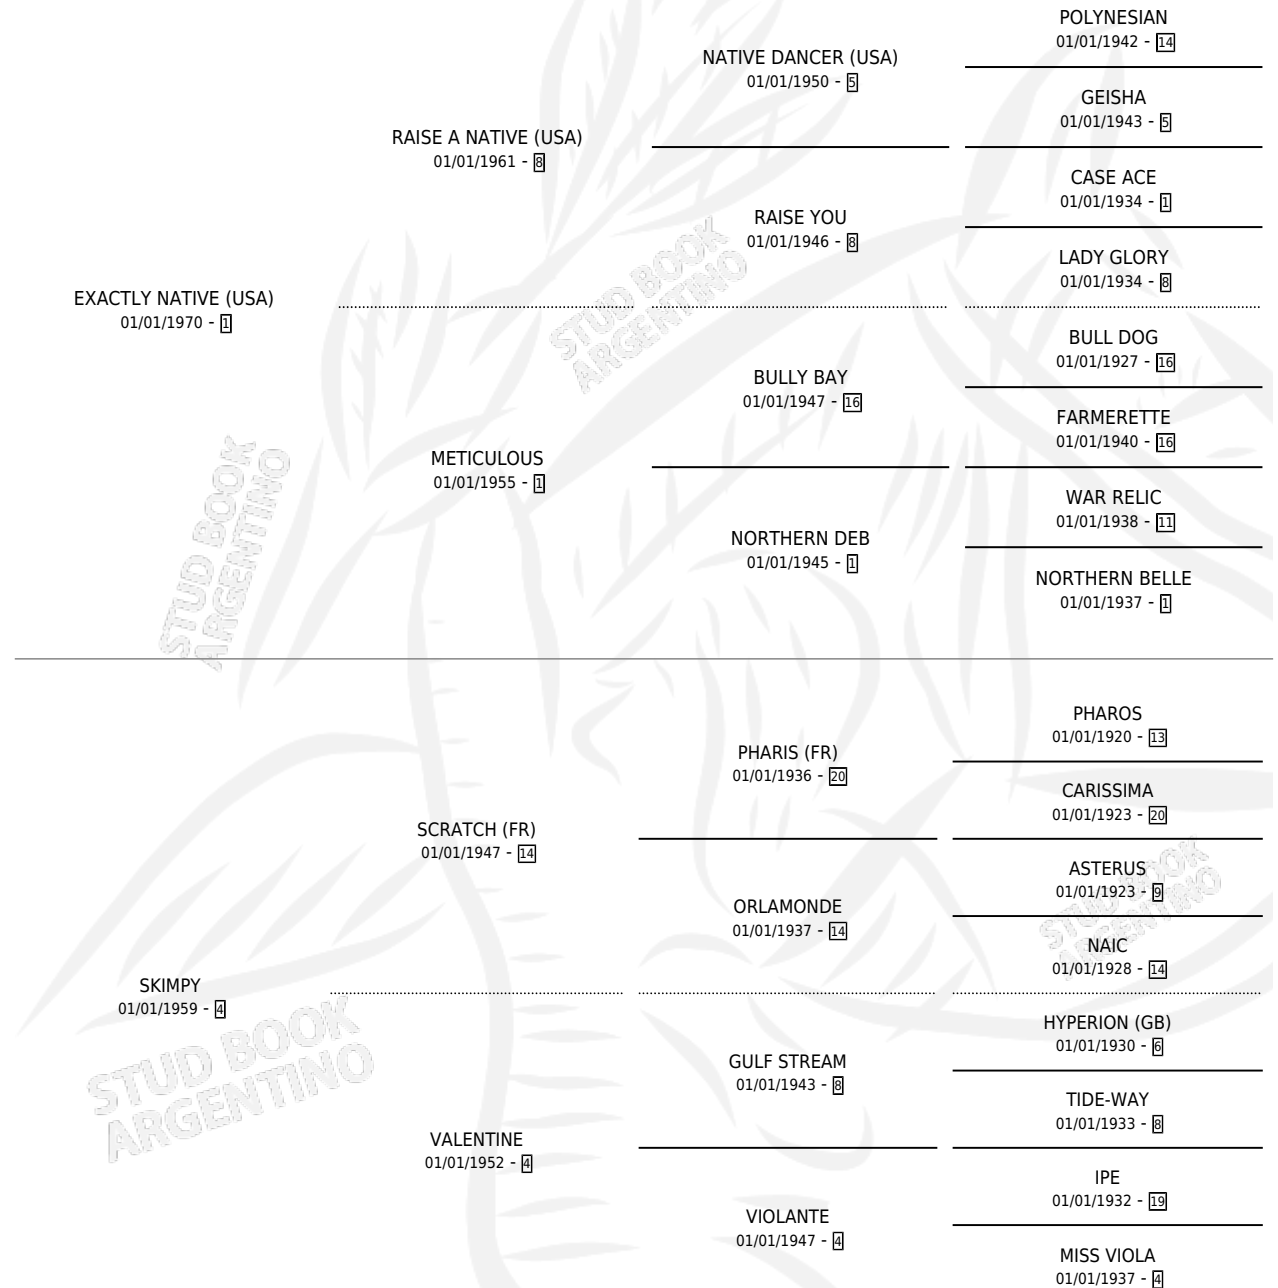 POLYNESIAN
01/01/1942 - 14
NATIVE DANCER (USA)
01/01/1950 - 5
GEISHA
01/01/1943 - 5
RAISE A NATIVE (USA)
01/01/1961 - 8
CASE ACE
01/01/1934 - 1
RAISE YOU
01/01/1946 - 8
LADY GLORY
01/01/1934 - 8
EXACTLY NATIVE (USA)
01/01/1970 - 1
STUD BOOK
ARGENTINO
BULL DOG
01/01/1927 - 16
BULLY BAY
01/01/1947 - 16
FARMERETTE
01/01/1940 - 16
METICULOUS
01/01/1955 - 1
WAR RELIC
01/01/1938 - 11
NORTHERN DEB
01/01/1945 - 1
NORTHERN BELLE
01/01/1937 - 1
STUD BOOK
ARGENTINO
PHAROS
01/01/1920 - 13
PHARIS (FR)
01/01/1936 - 20
CARISSIMA
01/01/1923 - 20
SCRATCH (FR)
01/01/1947 - 14
ASTERUS
01/01/1923 - 9
ORLAMONDE
01/01/1937 - 14
STUD BOOK
ARGENTINO
NAIC
01/01/1928 - 14
SKIMPY
01/01/1959 - 4
HYPERION (GB)
01/01/1930 - 6
GULF STREAM
01/01/1943 - 8
STUD BOOK
ARGENTINO
TIDE-WAY
01/01/1933 - 8
VALENTINE
01/01/1952 - 4
IPE
01/01/1932 - 19
VIOLANTE
01/01/1947 - 4
MISS VIOLA
01/01/1937 - 4